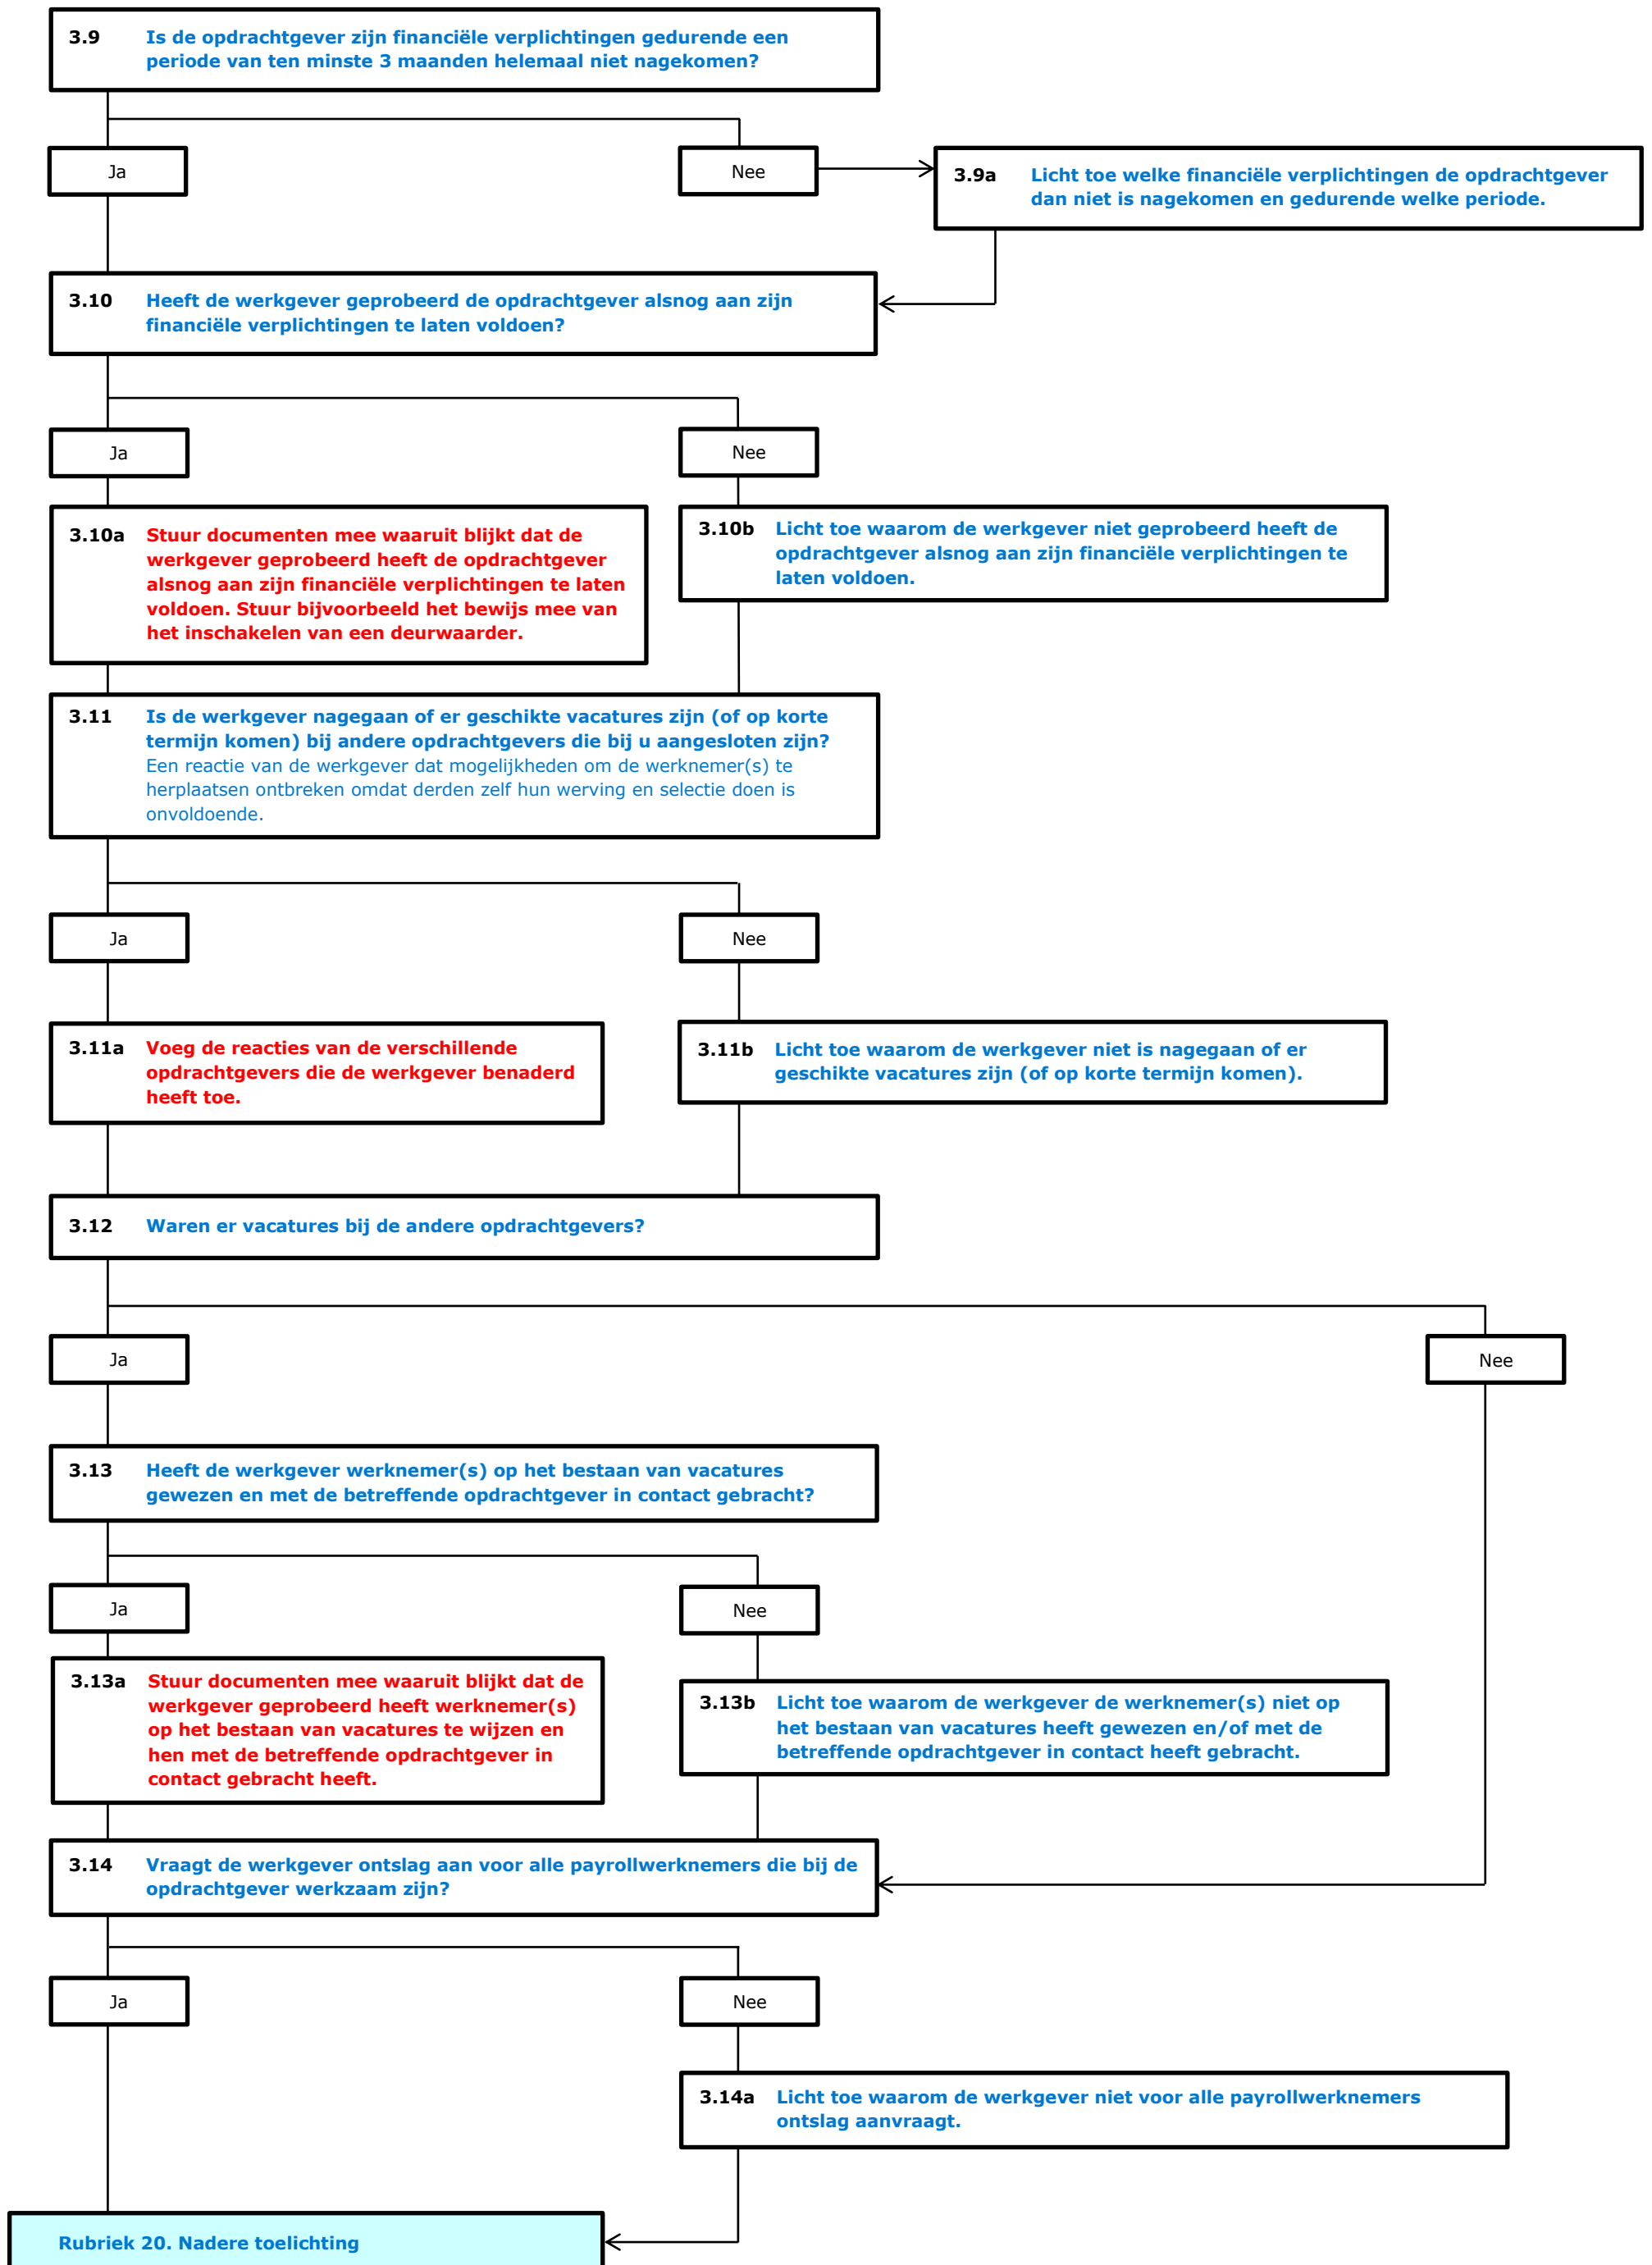 3.9 Is de opdrachtgever zijn financiële verplichtingen gedurende een
periode van ten minste 3 maanden helemaal niet nagekomen?
Ja
Nee
3.9a Licht toe welke financiële verplichtingen de opdrachtgever
dan niet is nagekomen en gedurende welke periode.
3.10 Heeft de werkgever geprobeerd de opdrachtgever alsnog aan zijn
financiële verplichtingen te laten voldoen?
Ja
Nee
3.10a Stuur documenten mee waaruit blijkt dat de
werkgever geprobeerd heeft de opdrachtgever
alsnog aan zijn financiële verplichtingen te laten
voldoen. Stuur bijvoorbeeld het bewijs mee van
het inschakelen van een deurwaarder.
3.10b Licht toe waarom de werkgever niet geprobeerd heeft de
opdrachtgever alsnog aan zijn financiële verplichtingen te
laten voldoen.
3.11 Is de werkgever nagegaan of er geschikte vacatures zijn (of op korte
termijn komen) bij andere opdrachtgevers die bij u aangesloten zijn?
Een reactie van de werkgever dat mogelijkheden om de werknemer(s) te
herplaatsen ontbreken omdat derden zelf hun werving en selectie doen is
onvoldoende.
Ja
Nee
3.11a Voeg de reacties van de verschillende
opdrachtgevers die de werkgever benaderd
heeft toe.
3.11b Licht toe waarom de werkgever niet is nagegaan of er
geschikte vacatures zijn (of op korte termijn komen).
3.12 Waren er vacatures bij de andere opdrachtgevers?
Ja
Nee
3.13 Heeft de werkgever werknemer(s) op het bestaan van vacatures
gewezen en met de betreffende opdrachtgever in contact gebracht?
Ja
Nee
3.13a Stuur documenten mee waaruit blijkt dat de
werkgever geprobeerd heeft werknemer(s)
op het bestaan van vacatures te wijzen en
hen met de betreffende opdrachtgever in
contact gebracht heeft.
3.13b Licht toe waarom de werkgever de werknemer(s) niet op
het bestaan van vacatures heeft gewezen en/of met de
betreffende opdrachtgever in contact heeft gebracht.
3.14 Vraagt de werkgever ontslag aan voor alle payrollwerknemers die bij de
opdrachtgever werkzaam zijn?
Ja
Nee
3.14a Licht toe waarom de werkgever niet voor alle payrollwerknemers
ontslag aanvraagt.
Rubriek 20. Nadere toelichting